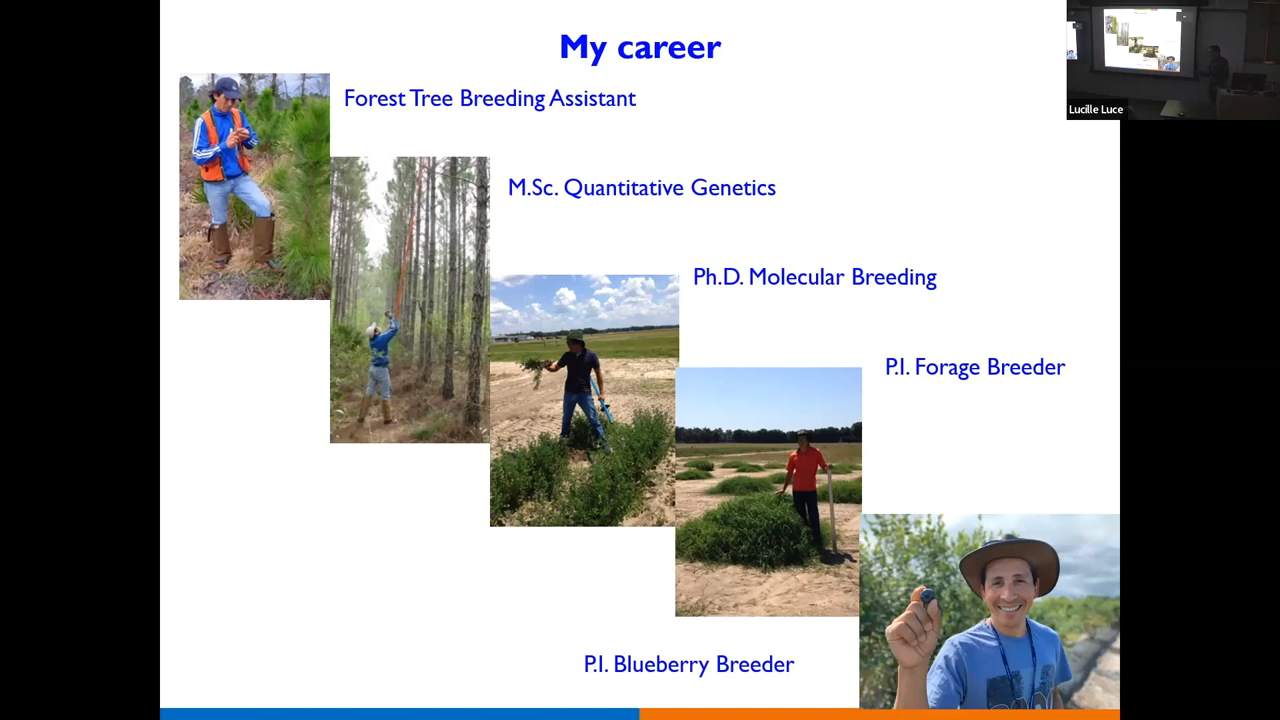 My career
Forest Tree Breeding Assistant
Lucille Luce
M.Sc. Quantitative Genetics
Ph.D. Molecular Breeding
P.I. Forage Breeder
P.I. Blueberry Breeder